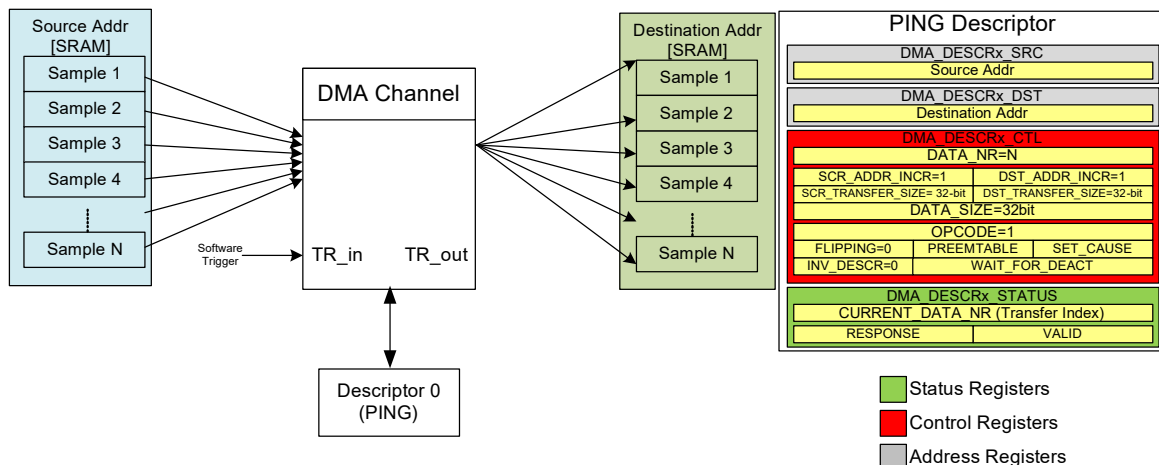 Source Addr
[SRAM]
Sample 1
Sample 2
Sample 3
Sample 4
Sample N
DMA Channel
Software
Trigger
TR_in
TR_out
Descriptor 0
(PING)
Destination Addr
[SRAM]
Sample 1
Sample 2
Sample 3
Sample 4
Sample N
PING Descriptor
DMA_DESCRx_SRC
Source Addr
DMA_DESCRx_DST
Destination Addr
DMA_DESCRx_CTL
DATA_NR=N
SCR_ADDR_INCR=1
DST_ADDR_INCR=1
SCR_TRANSFER_SIZE= 32-bit
DST_TRANSFER_SIZE=32-bit
DATA_SIZE=32bit
OPCODE=1
FLIPPING=0
PREEMTABLE
SET_CAUSE
INV_DESCR=0
WAIT_FOR_DEACT
DMA_DESCRx_STATUS
CURRENT_DATA_NR (Transfer Index)
RESPONSE
VALID
Status Registers
Control Registers
Address Registers